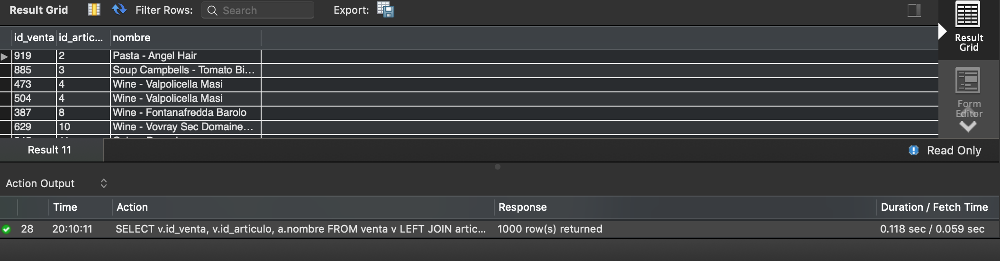 Result Grid Filter Rows: Search Export:
id_venta id_artic... nombre
919 2 Pasta - Angel Hair
885 3 Soup Campbells - Tomato Bi...
473 4 Wine - Valpolicella Masi
504 4 Wine - Valpolicella Masi
387 8 Wine - Fontanafredda Barolo
629 10 Wine - Vovray Sec Domaine...
Result
Grid
Form
Editor
Result 11 Read Only
Action Output
Time Action Response Duration / Fetch Time
28 20:10:11 SELECT v.id_venta, v.id_articulo, a.nombre FROM venta v LEFT JOIN artic... 1000 row(s) returned 0.118 sec / 0.059 sec